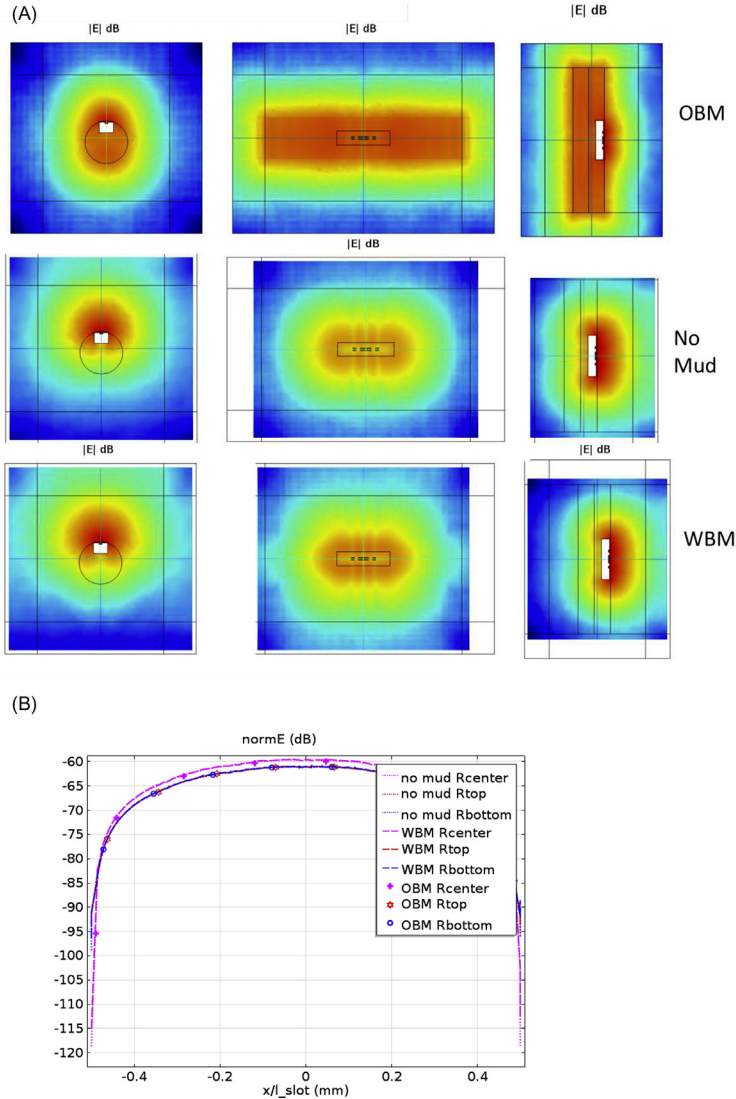 (A)
|E| dB
|E| dB
|E| dB
OBM
|E| dB
No
Mud
|E| dB
|E| dB
WBM
(B)
normE (dB)
-60
-65
-70
-75
-80
-85
-90
-95
-100
-105
-110
-115
-120
no mud Rcenter
no mud Rtop
no mud Rbottom
WBM Rcenter
WBM Rtop
WBM Rbottom
OBM Rcenter
OBM Rtop
OBM Rbottom
-0.4 -0.2 0 0.2 0.4
x/l_slot (mm)